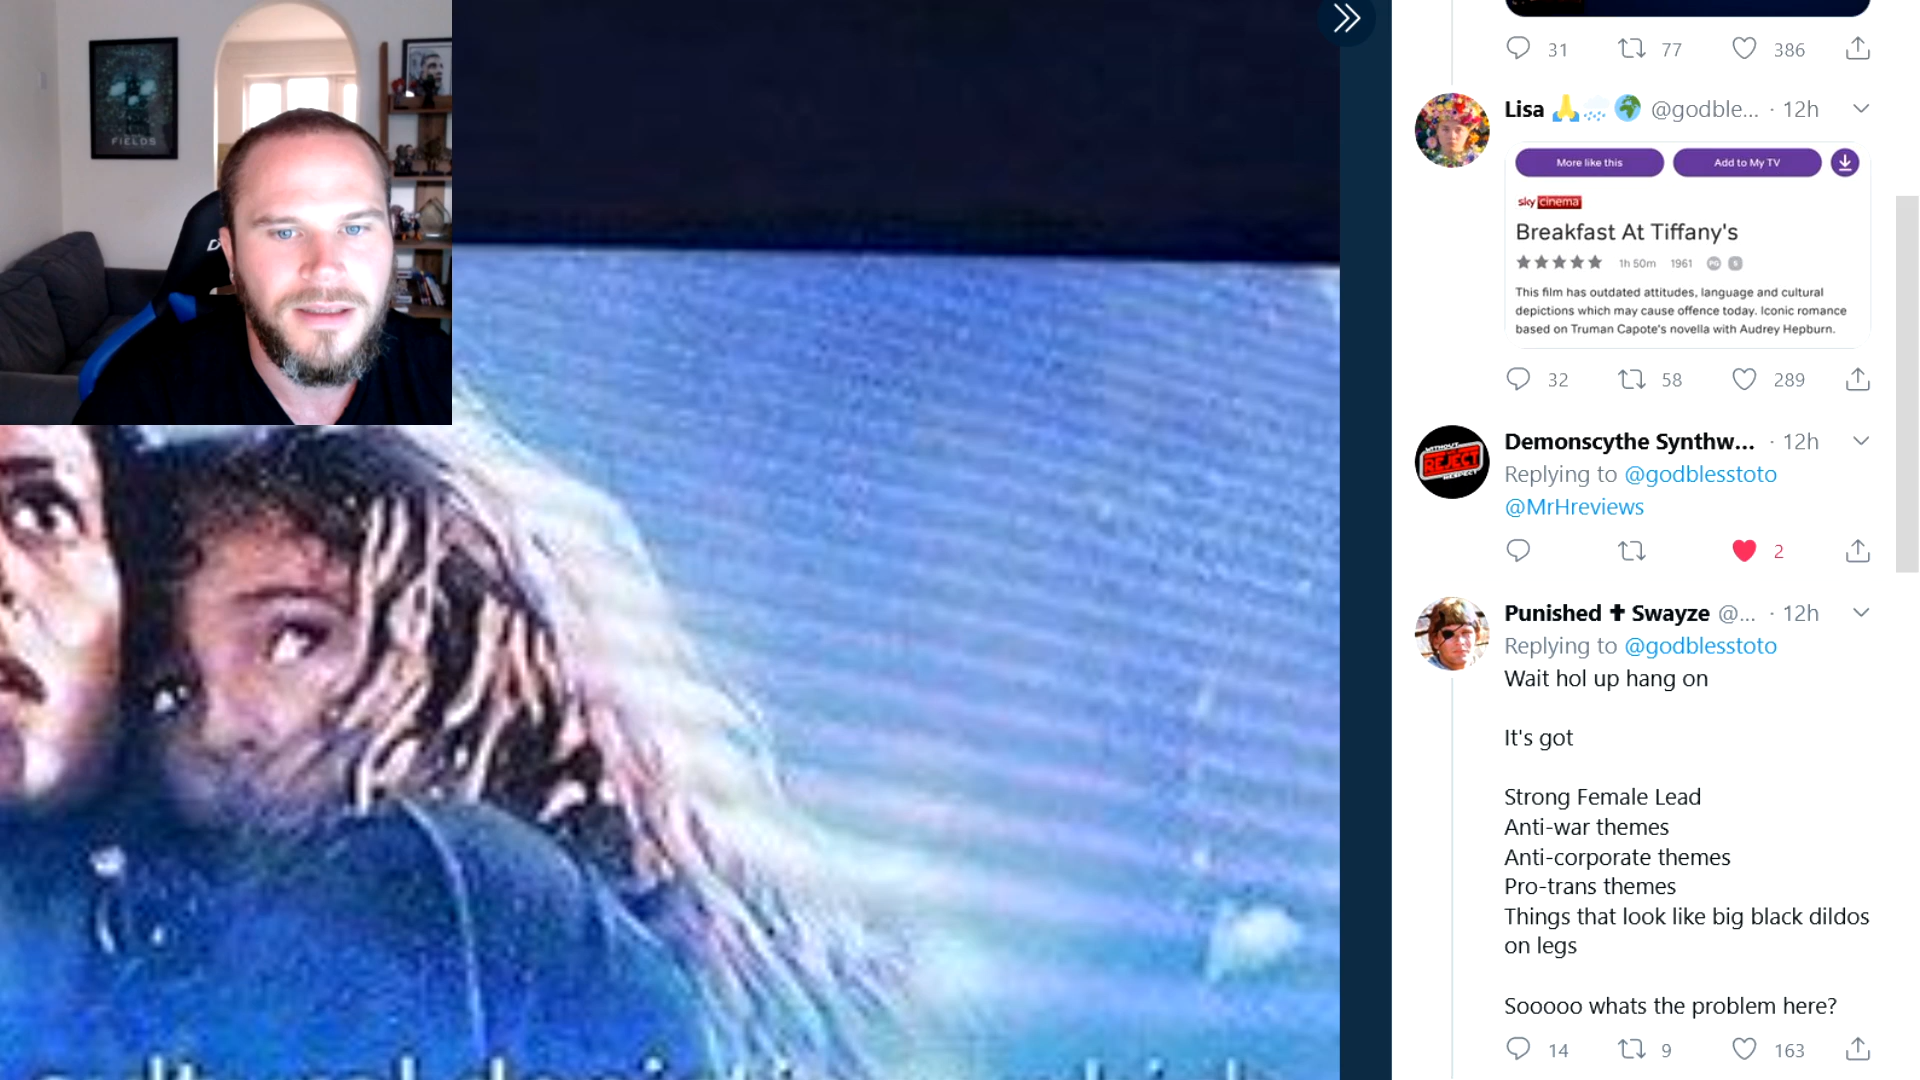 FIELDS
D
31 77 386
Lisa 🙏🌧️🌍 @godble... · 12h
More like this Add to My TV
sky cinema
Breakfast At Tiffany's
★★★★★ 1h 50m 1961 PG S
This film has outdated attitudes, language and cultural
depictions which may cause offence today. Iconic romance
based on Truman Capote's novella with Audrey Hepburn.
32 58 289
WITHOUT
REJECT
RESPECT
Demonscythe Synthw... · 12h
Replying to @godblesstoto
@MrHreviews
2
Punished ✝ Swayze @... · 12h
Replying to @godblesstoto
Wait hol up hang on
It's got
Strong Female Lead
Anti-war themes
Anti-corporate themes
Pro-trans themes
Things that look like big black dildos
on legs
Sooooo whats the problem here?
14 9 163